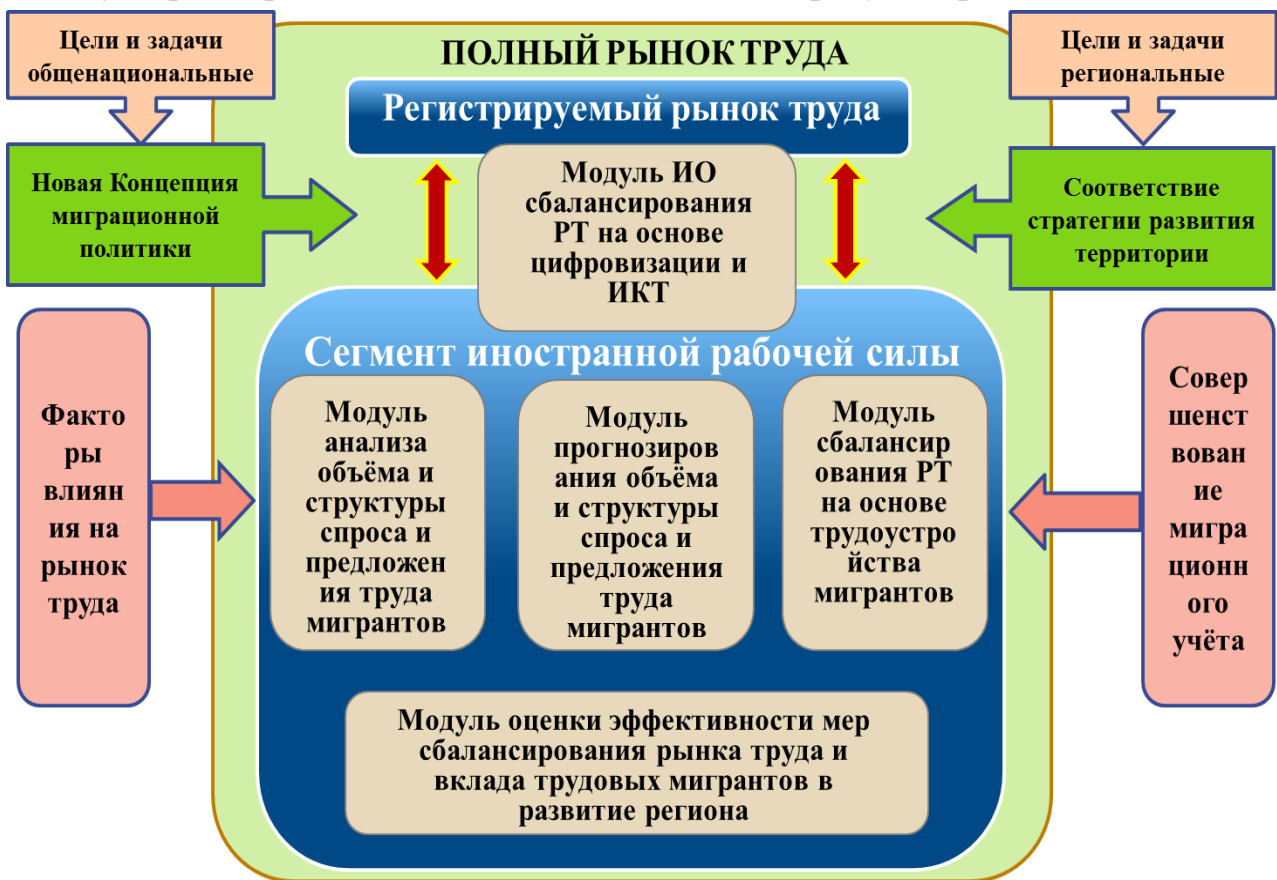 Цели и задачи
общенациональные
ПОЛНЫЙ РЫНОК ТРУДА
Цели и задачи
региональные
Регистрируемый рынок труда
Новая Концепция
миграционной
политики
Модуль ИО
сбалансирования
РТ на основе
цифровизации и
ИКТ
Соответствие
стратегии развития
территории
Сегмент иностранной рабочей силы
Факто
ры
влиян
ия на
рынок
труда
Модуль
анализа
объёма и
структуры
спроса и
предложен
ия труда
мигрантов
Модуль
прогнозиров
ания объёма
и структуры
спроса и
предложения
труда
мигрантов
Модуль
сбалансир
ования РТ
на основе
трудоустро
йства
мигрантов
Совер
шенст
вован
ие
мигра
ционн
ого
учёта
Модуль оценки эффективности мер
сбалансирования рынка труда и
вклада трудовых мигрантов в
развитие региона